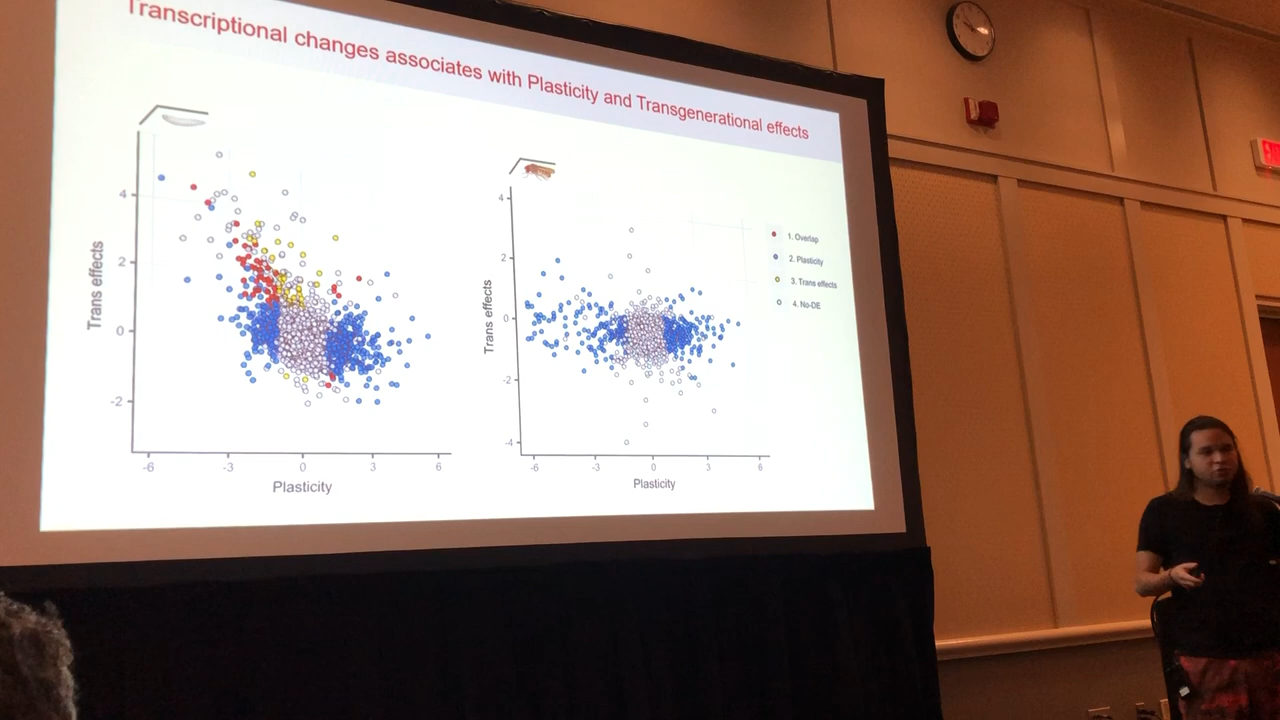 Transcriptional changes associates with Plasticity and Transgenerational effects
Trans effects
4
2
0
-2
-6
-3
0
3
6
Plasticity
Trans effects
4
2
0
-2
-4
-6
-3
0
3
6
Plasticity
1. Overlap
2. Plasticity
3. Trans effects
4. No-DE